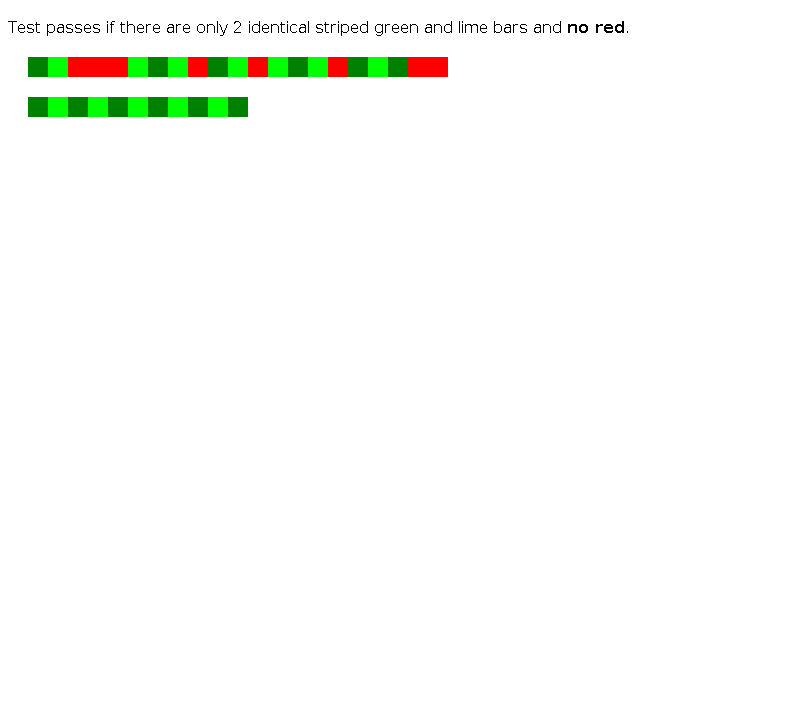 Test passes if there are only 2 identical striped green and lime bars and no red.